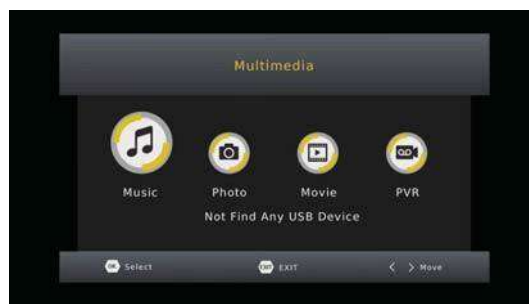 Multimedia
Music Photo Movie PVR
Not Find Any USB Device
OK Select EXIT EXIT < > Move